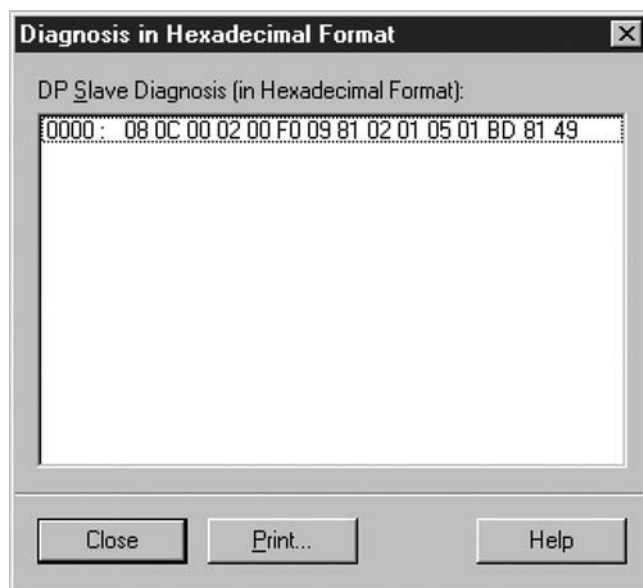 Diagnosis in Hexadecimal Format
DP Slave Diagnosis (in Hexadecimal Format):
0000 : 08 0C 00 02 00 F0 09 81 02 01 05 01 BD 81 49
Close
Print...
Help